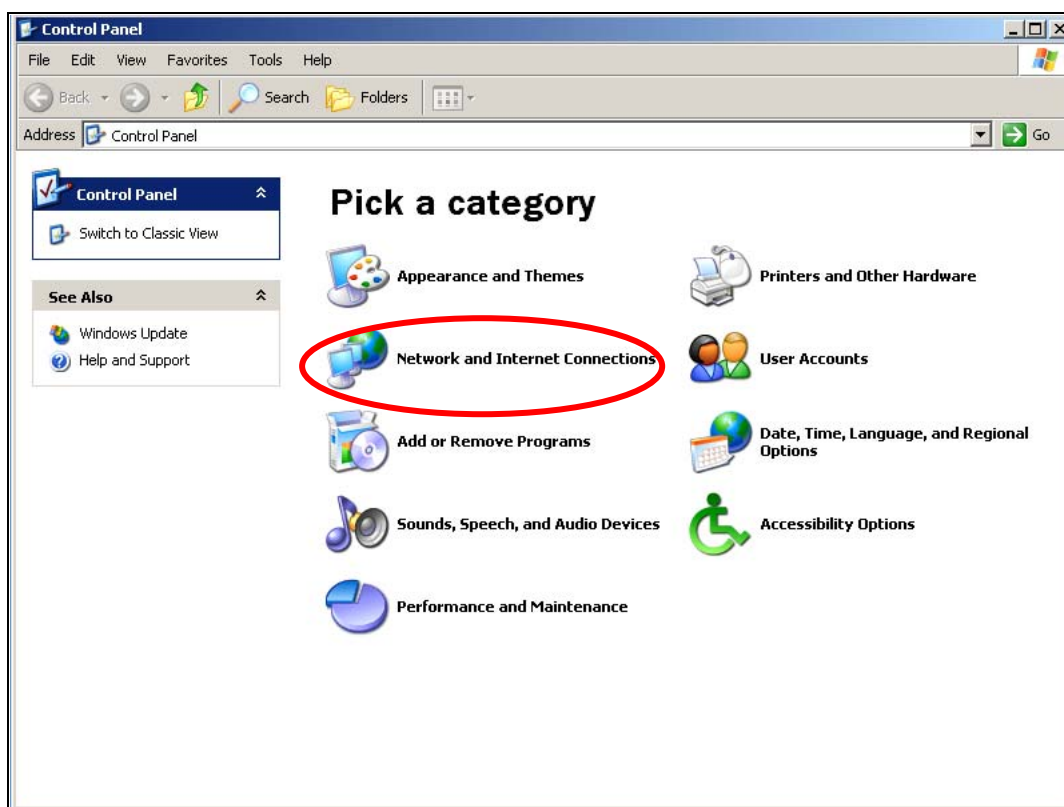 Control Panel
File Edit View Favorites Tools Help
Back Search Folders
Address Control Panel Go
Control Panel
Switch to Classic View
See Also
Windows Update
Help and Support
Pick a category
Appearance and Themes
Printers and Other Hardware
Network and Internet Connections
User Accounts
Add or Remove Programs
Date, Time, Language, and Regional
Options
Sounds, Speech, and Audio Devices
Accessibility Options
Performance and Maintenance